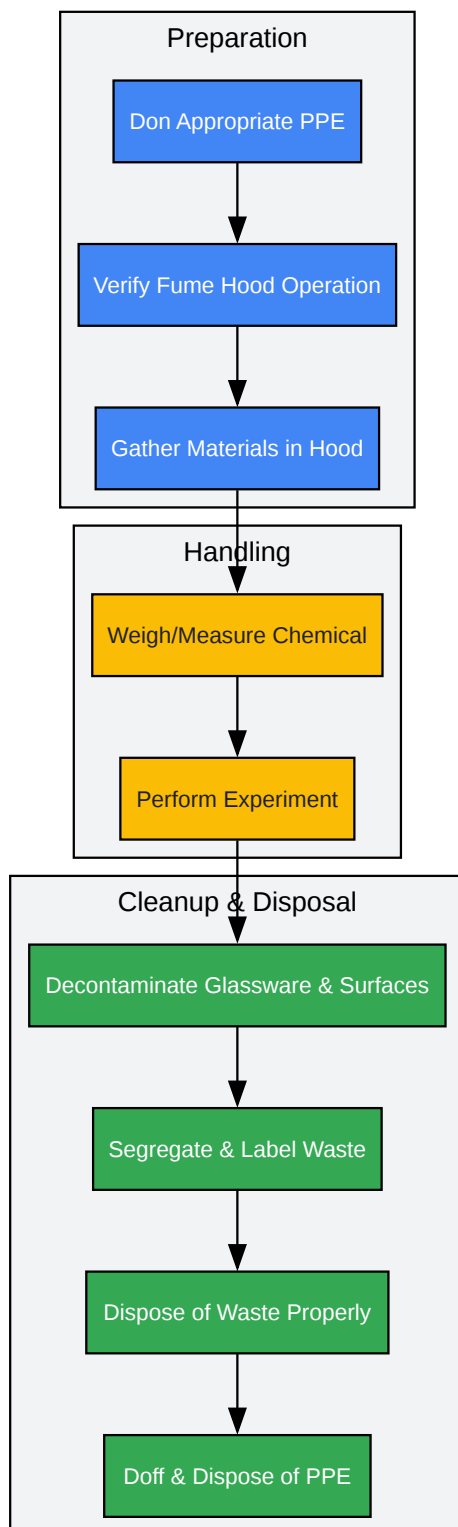 Preparation
Don Appropriate PPE
Verify Fume Hood Operation
Gather Materials in Hood
Handling
Weigh/Measure Chemical
Perform Experiment
Cleanup & Disposal
Decontaminate Glassware & Surfaces
Segregate & Label Waste
Dispose of Waste Properly
Doff & Dispose of PPE